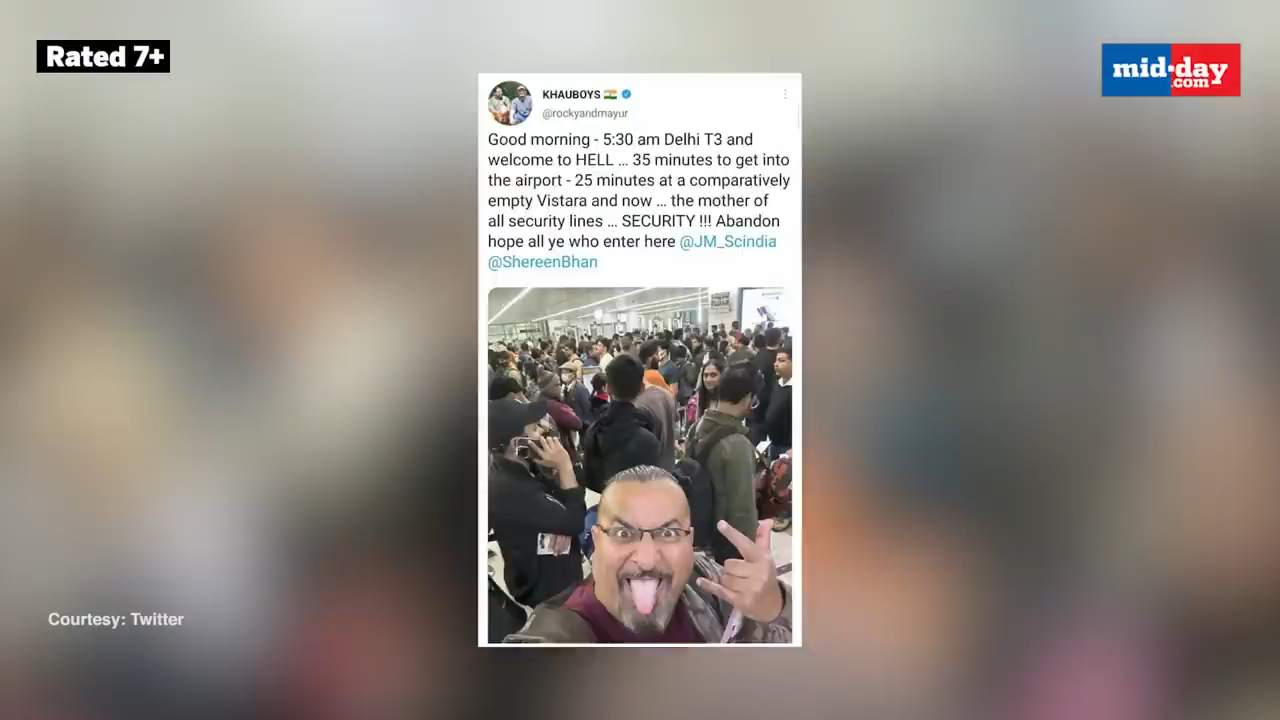 Rated 7+
mid-day
.com
KHAUBOYS
@rockyandmayur
Good morning - 5:30 am Delhi T3 and
welcome to HELL ... 35 minutes to get into
the airport - 25 minutes at a comparatively
empty Vistara and now ... the mother of
all security lines ... SECURITY !!! Abandon
hope all ye who enter here @JM_Scindia
@ShereenBhan
Courtesy: Twitter